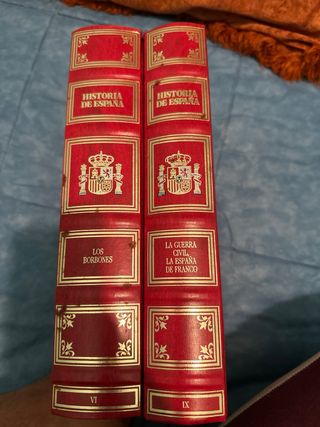 HISTORIA
DE ESPAÑA
LOS
BORBONES
VI
HISTORIA
DE ESPAÑA
LA GUERRA
CIVIL,
LA ESPAÑA
DE FRANCO
IX